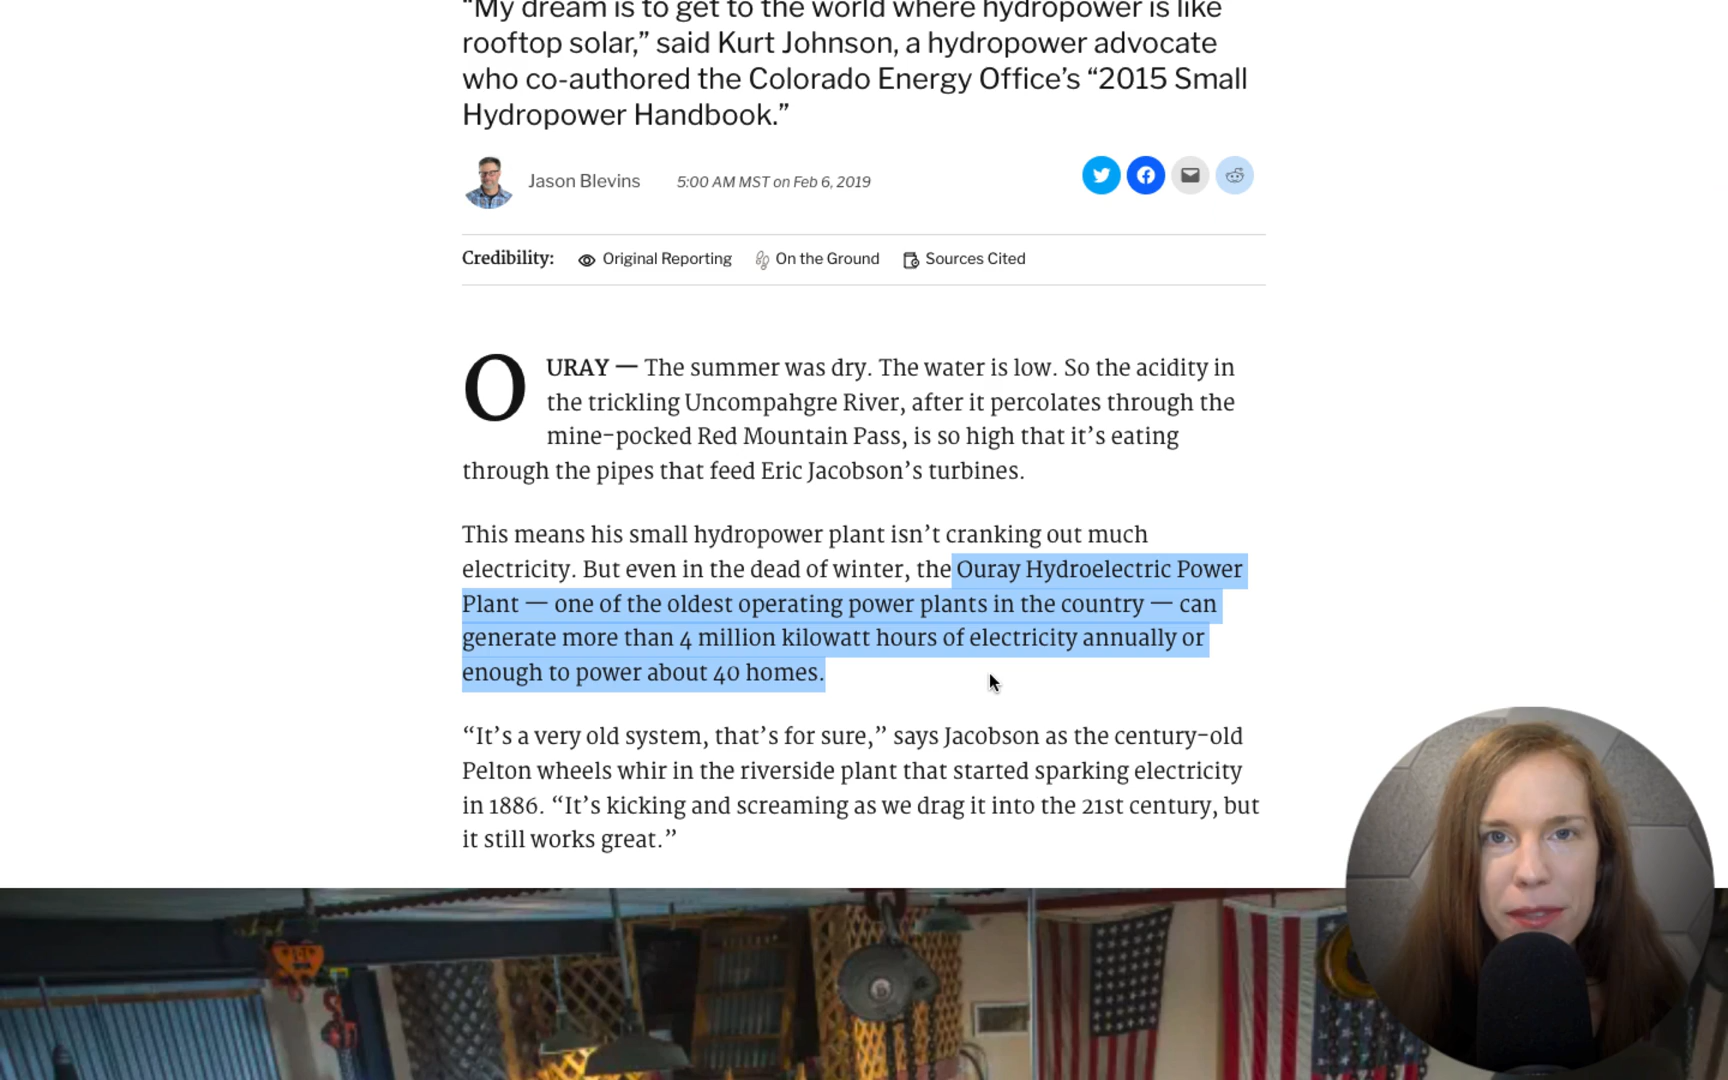 “My dream is to get to the world where hydropower is like
rooftop solar,” said Kurt Johnson, a hydropower advocate
who co-authored the Colorado Energy Office’s “2015 Small
Hydropower Handbook.”
Jason Blevins 5:00 AM MST on Feb 6, 2019
Credibility: Original Reporting On the Ground Sources Cited
OURAY — The summer was dry. The water is low. So the acidity in
the trickling Uncompahgre River, after it percolates through the
mine-pocked Red Mountain Pass, is so high that it’s eating
through the pipes that feed Eric Jacobson’s turbines.
This means his small hydropower plant isn’t cranking out much
electricity. But even in the dead of winter, the Ouray Hydroelectric Power
Plant — one of the oldest operating power plants in the country — can
generate more than 4 million kilowatt hours of electricity annually or
enough to power about 40 homes.
“It’s a very old system, that’s for sure,” says Jacobson as the century-old
Pelton wheels whir in the riverside plant that started sparking electricity
in 1886. “It’s kicking and screaming as we drag it into the 21st century, but
it still works great.”